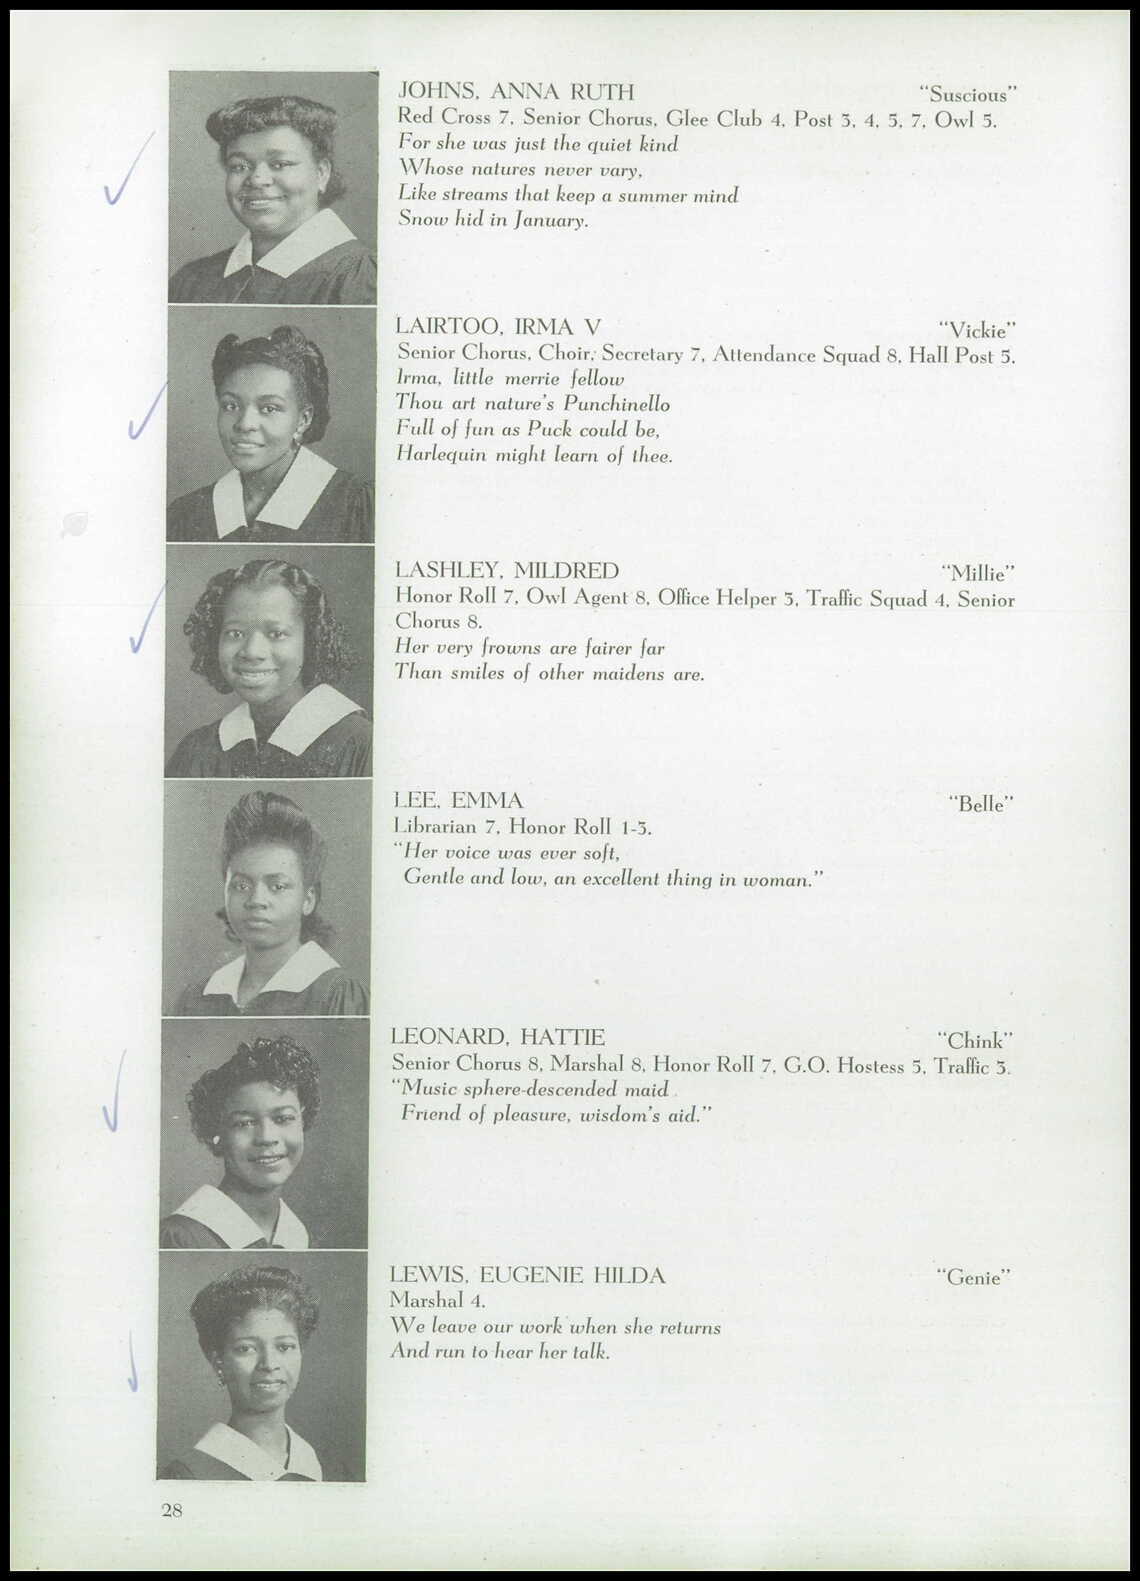 JOHNS, ANNA RUTH "Suscious"
Red Cross 7, Senior Chorus, Glee Club 4, Post 3, 4, 5, 7, Owl 5.
For she was just the quiet kind
Whose natures never vary,
Like streams that keep a summer mind
Snow hid in January.
LAIRTOO, IRMA V "Vickie"
Senior Chorus, Choir, Secretary 7, Attendance Squad 8, Hall Post 5.
Irma, little merrie fellow
Thou art nature's Punchinello
Full of fun as Puck could be,
Harlequin might learn of thee.
LASHLEY, MILDRED "Millie"
Honor Roll 7, Owl Agent 8, Office Helper 3, Traffic Squad 4, Senior
Chorus 8.
Her very frowns are fairer far
Than smiles of other maidens are.
LEE, EMMA "Belle"
Librarian 7, Honor Roll 1-3.
"Her voice was ever soft,
Gentle and low, an excellent thing in woman."
LEONARD, HATTIE "Chink"
Senior Chorus 8, Marshal 8, Honor Roll 7, G.O. Hostess 5, Traffic 3.
"Music sphere-descended maid
Friend of pleasure, wisdom's aid."
LEWIS, EUGENIE HILDA "Genie"
Marshal 4.
We leave our work when she returns
And run to hear her talk.
28